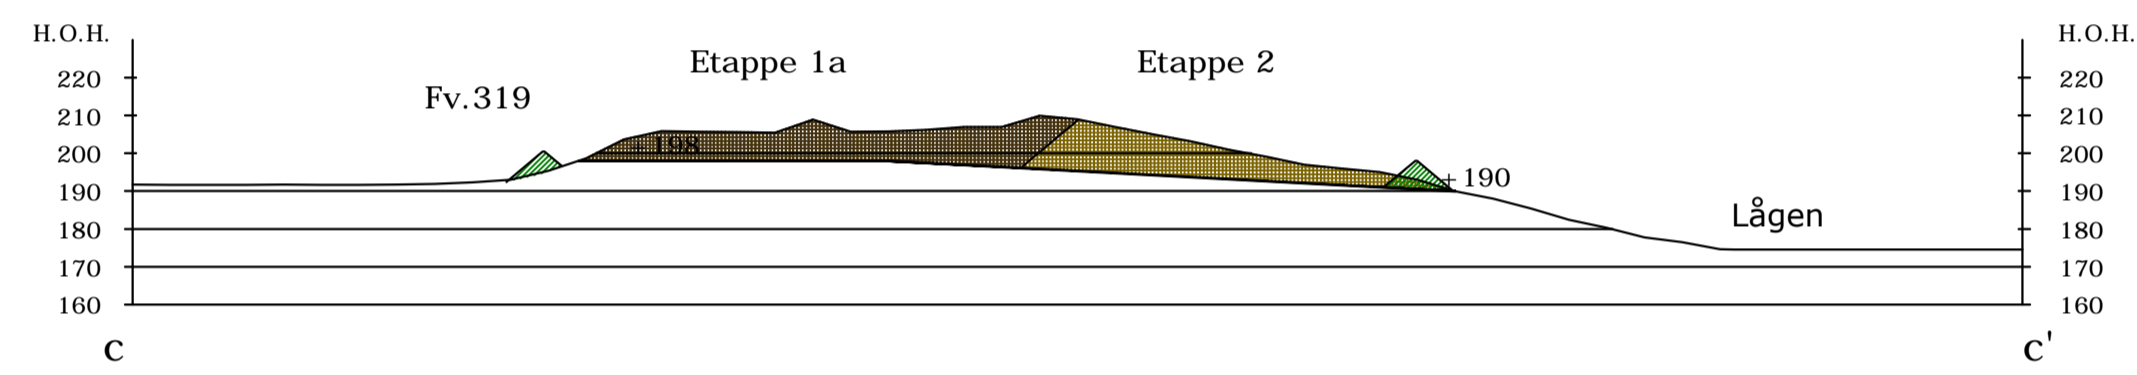 H.O.H. H.O.H.
Etappe 1a Etappe 2
220 220
Fv.319
210 210
+198
200 200
+190
190 190
Lågen
180 180
170 170
160 160
C C'